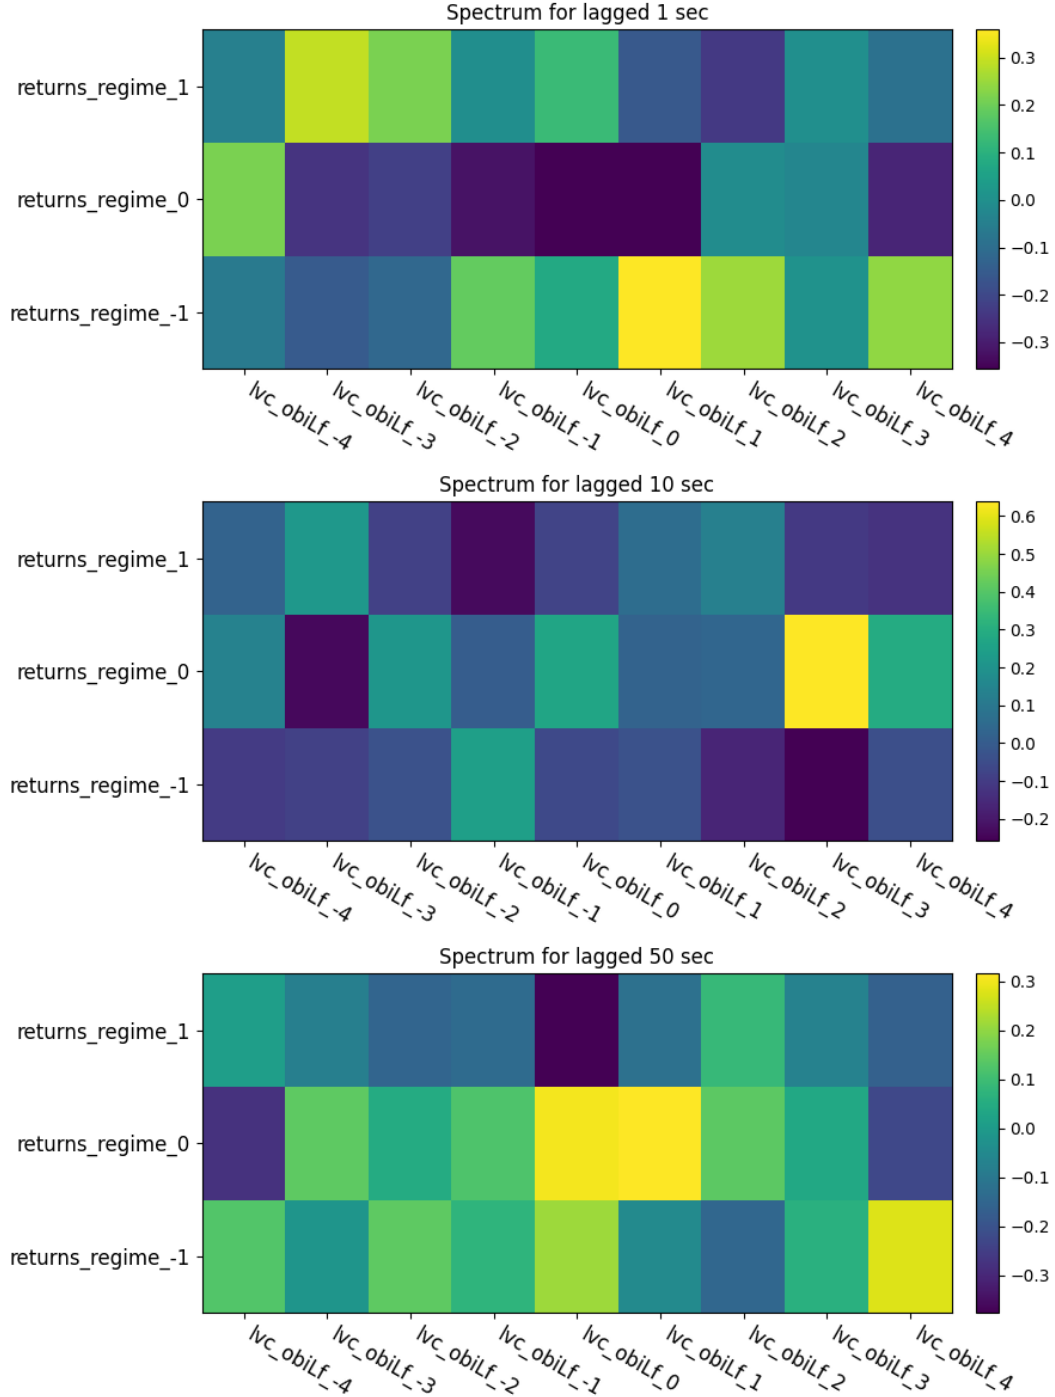 Spectrum for lagged 1 sec
returns_regime_1
returns_regime_0
returns_regime_-1
0.3
0.2
0.1
0.0
−0.1
−0.2
−0.3
lvc_obiLf_-4
lvc_obiLf_-3
lvc_obiLf_-2
lvc_obiLf_-1
lvc_obiLf_0
lvc_obiLf_1
lvc_obiLf_2
lvc_obiLf_3
lvc_obiLf_4
Spectrum for lagged 10 sec
returns_regime_1
returns_regime_0
returns_regime_-1
0.6
0.5
0.4
0.3
0.2
0.1
0.0
−0.1
−0.2
lvc_obiLf_-4
lvc_obiLf_-3
lvc_obiLf_-2
lvc_obiLf_-1
lvc_obiLf_0
lvc_obiLf_1
lvc_obiLf_2
lvc_obiLf_3
lvc_obiLf_4
Spectrum for lagged 50 sec
returns_regime_1
returns_regime_0
returns_regime_-1
0.3
0.2
0.1
0.0
−0.1
−0.2
−0.3
lvc_obiLf_-4
lvc_obiLf_-3
lvc_obiLf_-2
lvc_obiLf_-1
lvc_obiLf_0
lvc_obiLf_1
lvc_obiLf_2
lvc_obiLf_3
lvc_obiLf_4